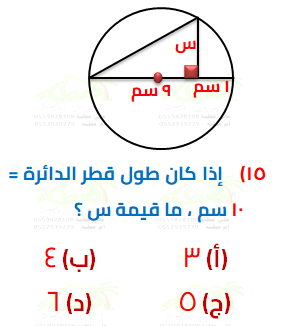 س
٩ سم
١ سم
١٥) إذا كان طول قطر الدائرة =
١٠ سم ، ما قيمة س ؟
(أ) ٣
(ب) ٤
(ج) ٥
(د) ٦